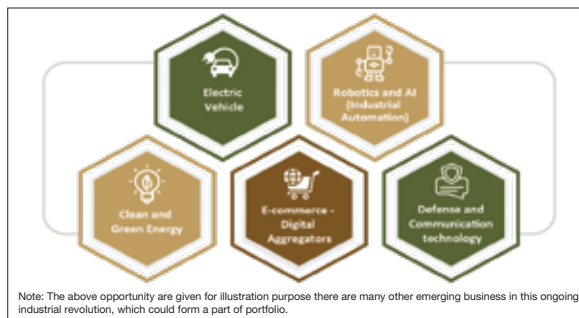 Electric
Vehicle
Robotics and AI
(Industrial
Automation)
Clean and
Green Energy
E-commerce -
Digital
Aggregators
Defense and
Communication
technology
Note: The above opportunity are given for illustration purpose there are many other emerging business in this ongoing
industrial revolution, which could form a part of portfolio.